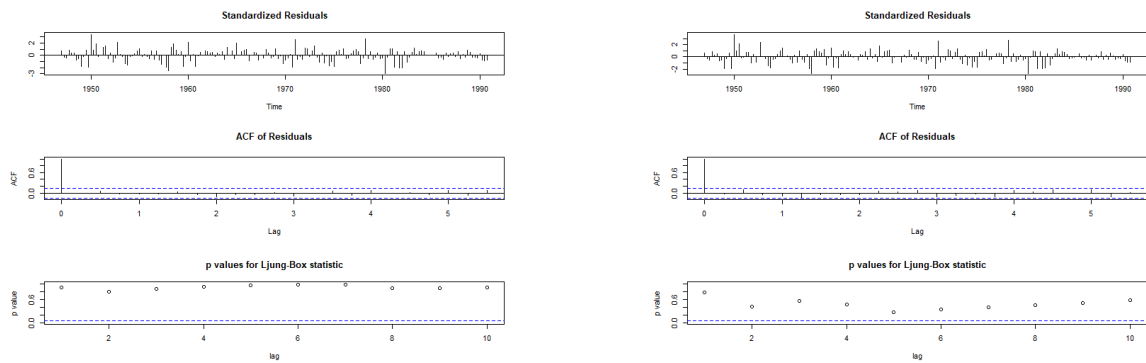 Standardized Residuals
2
0
-3
1950 1960 1970 1980 1990
Time
ACF of Residuals
ACF
0.6
0.0
0 1 2 3 4 5
Lag
p values for Ljung-Box statistic
p value
0.6
0.0
2 4 6 8 10
lag
Standardized Residuals
2
0
-2
1950 1960 1970 1980 1990
Time
ACF of Residuals
ACF
0.6
0.0
0 1 2 3 4 5
Lag
p values for Ljung-Box statistic
p value
0.6
0.0
2 4 6 8 10
lag